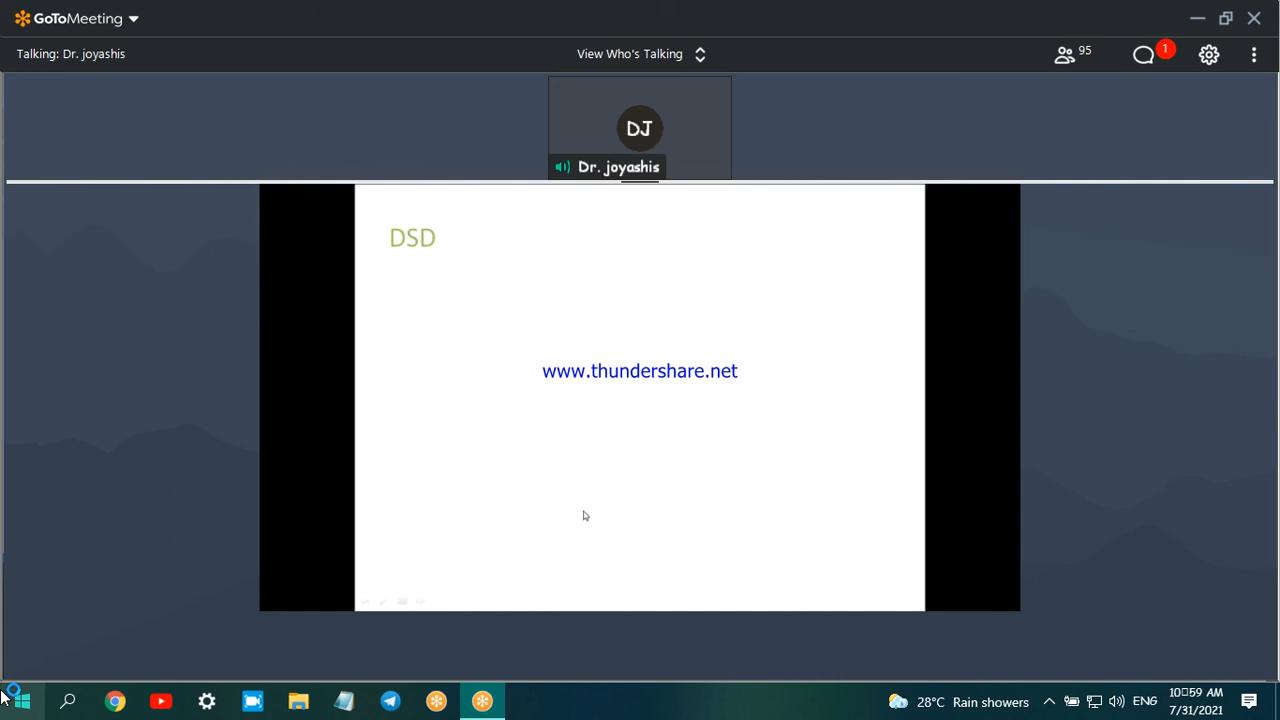 GoToMeeting
Talking: Dr. joyashis
View Who's Talking
95
1
DJ
Dr. joyashis
DSD
www.thundershare.net
28°C Rain showers
ENG
10:59 AM
7/31/2021